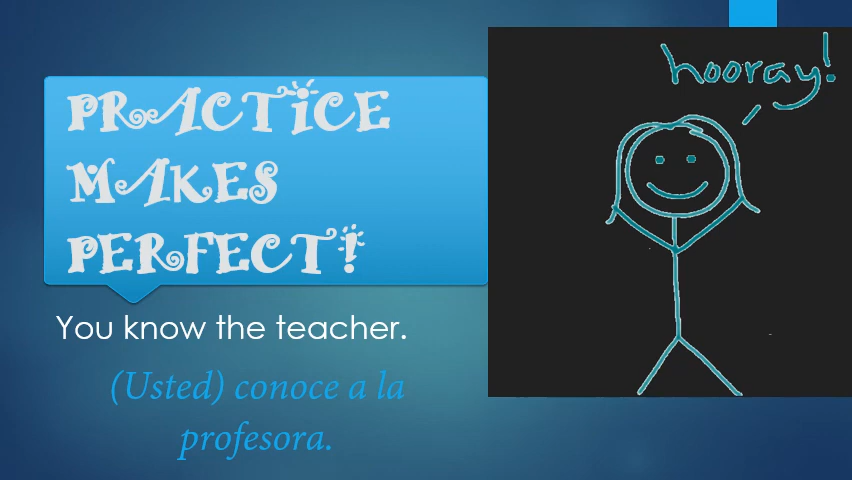 PRACTICE
MAKES
PERFECT!
hooray!
You know the teacher.
(Usted) conoce a la
profesora.